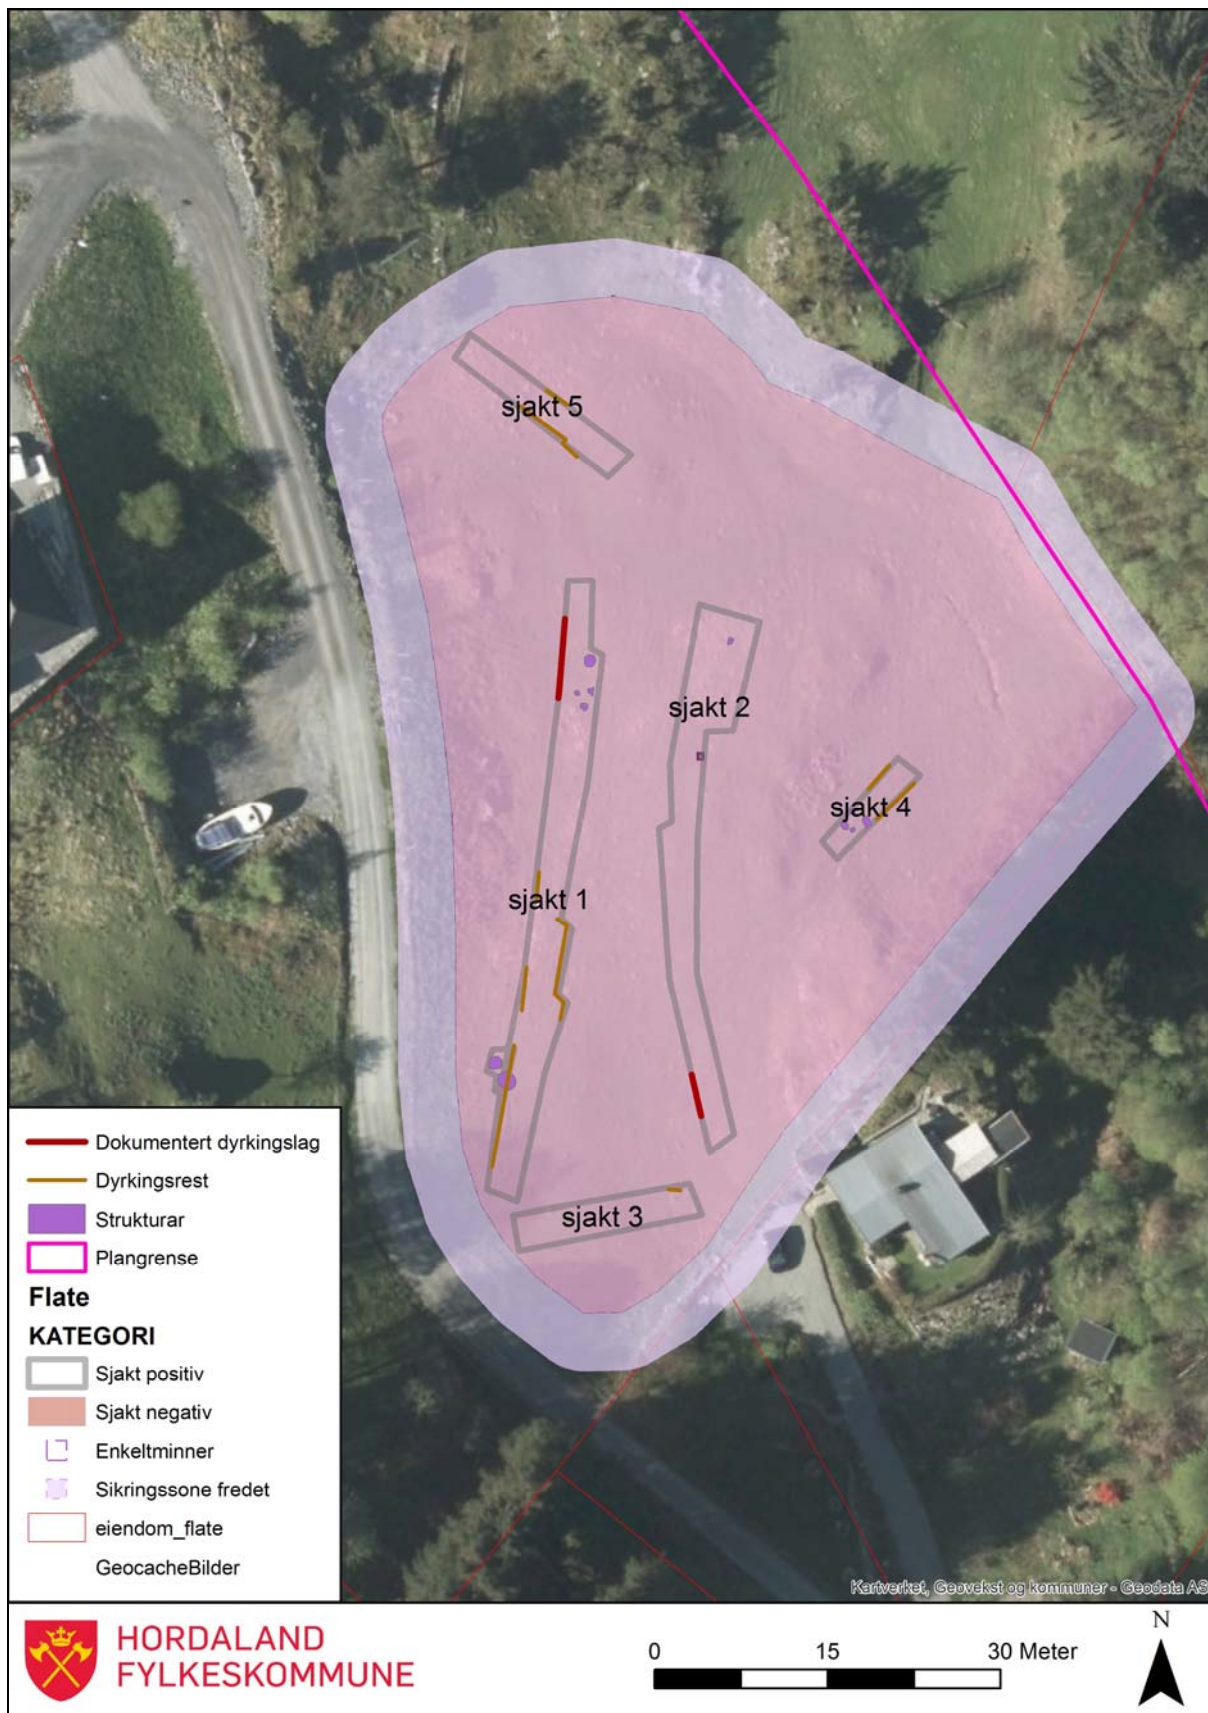 sjakt 5
sjakt 2
sjakt 4
sjakt 1
sjakt 3
Dokumentert dyrkingslag
Dyrkingsrest
Strukturar
Plangrense
Flate
KATEGORI
Sjakt positiv
Sjakt negativ
Enkeltminner
Sikringssone fredet
eiendom_flate
GeocacheBilder
Kartverket, Geovekst og kommuner - Geodata AS
HORDALAND
FYLKESKOMMUNE
0 15 30 Meter
N